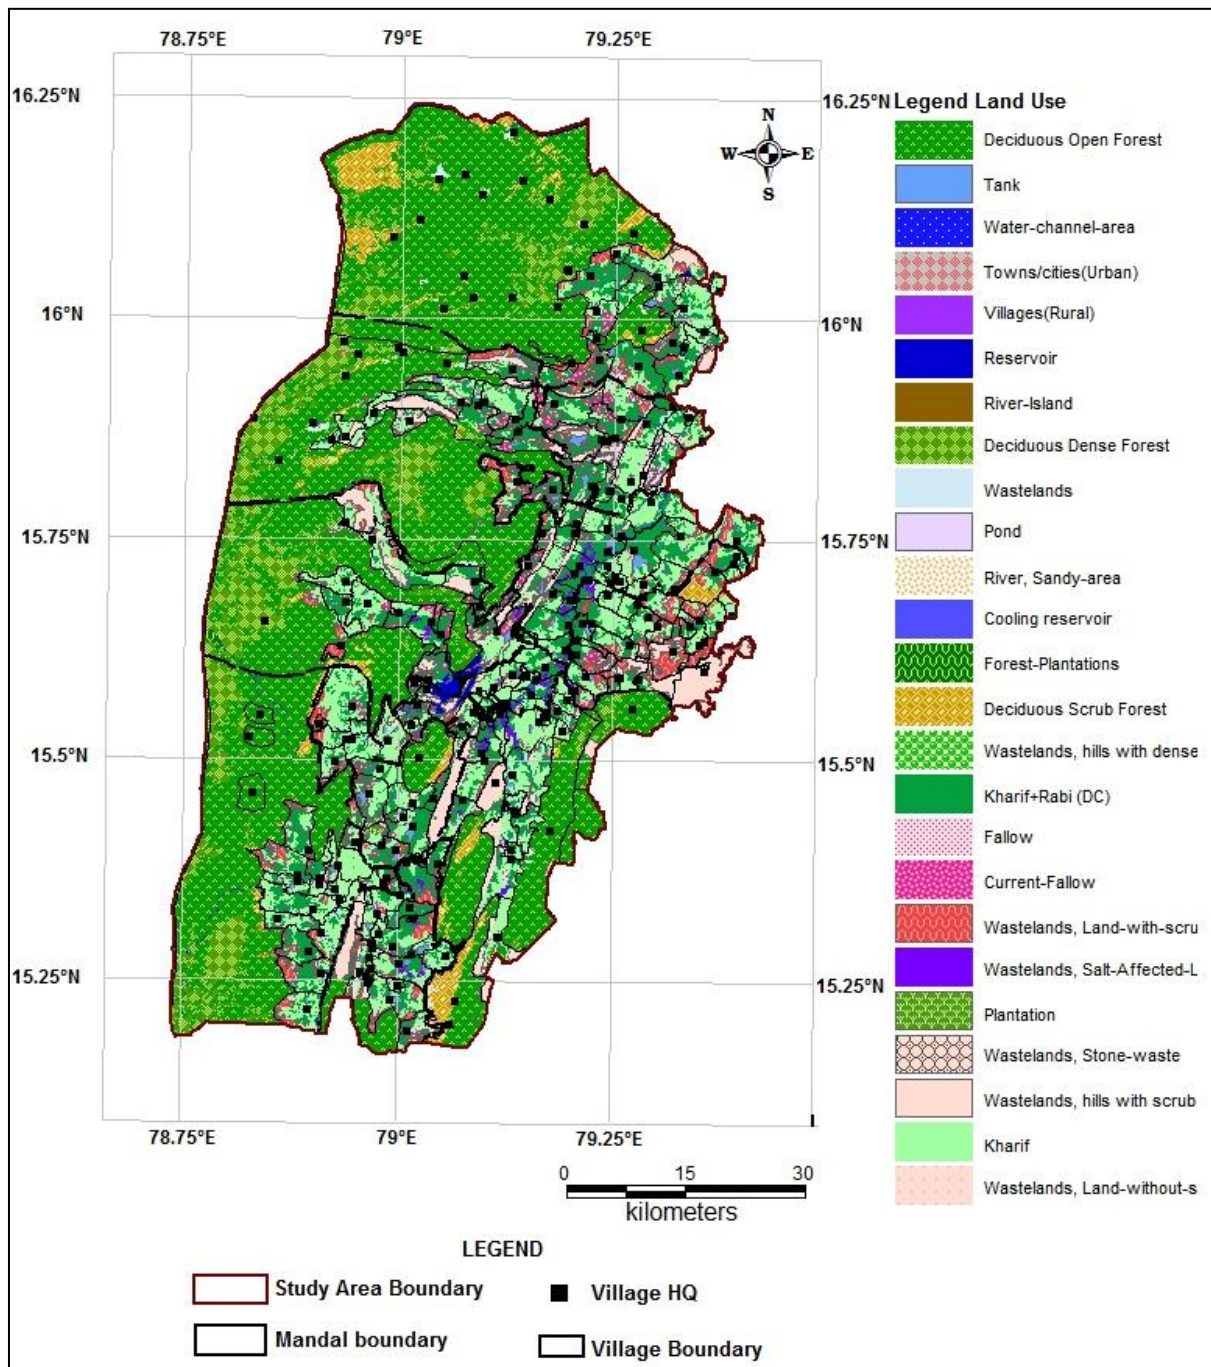 78.75°E 79°E 79.25°E
16.25°N
16.25°N
Legend Land Use
N
W E
S
Deciduous Open Forest
Tank
Water-channel-area
Towns/cities(Urban)
Villages(Rural)
16°N
16°N
Reservoir
River-Island
Deciduous Dense Forest
Wastelands
Pond
15.75°N
15.75°N
River, Sandy-area
Cooling reservoir
Forest-Plantations
Deciduous Scrub Forest
Wastelands, hills with dense
15.5°N
15.5°N
Kharif+Rabi (DC)
Fallow
Current-Fallow
Wastelands, Land-with-scru
Wastelands, Salt-Affected-L
15.25°N
15.25°N
Plantation
Wastelands, Stone-waste
Wastelands, hills with scrub
Kharif
Wastelands, Land-without-s
78.75°E 79°E 79.25°E
0 15 30
kilometers
LEGEND
Study Area Boundary
Village HQ
Mandal boundary
Village Boundary